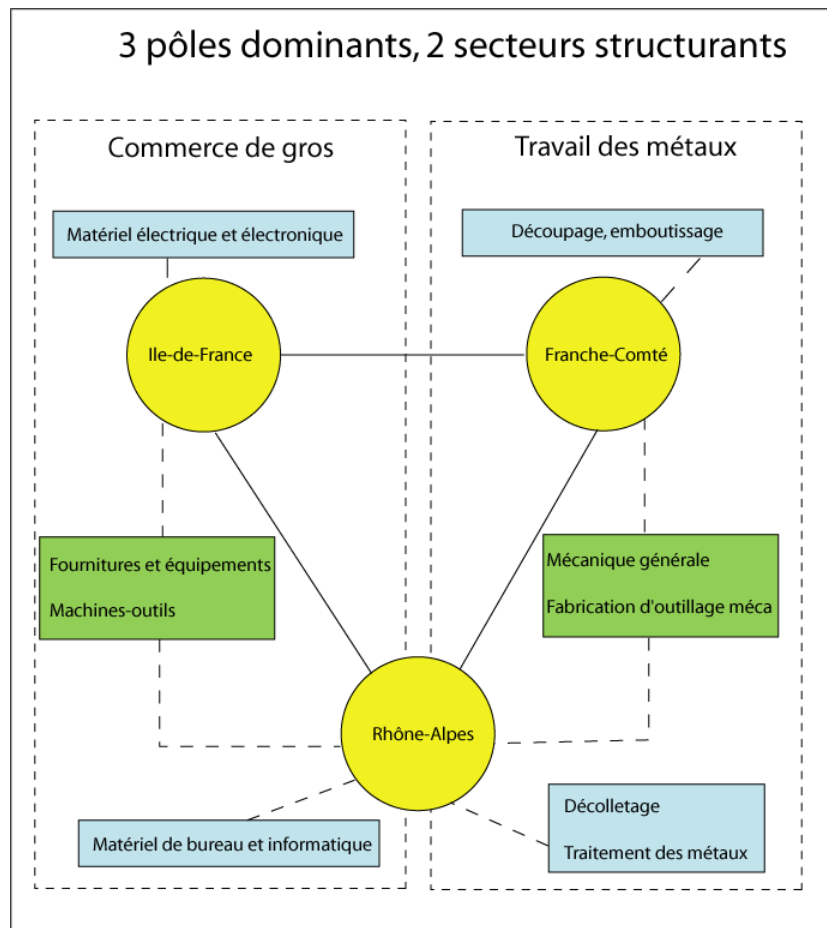 3 pôles dominants, 2 secteurs structurants
Commerce de gros
Travail des métaux
Matériel électrique et électronique
Découpage, emboutissage
Ile-de-France
Franche-Comté
Fournitures et équipements
Machines-outils
Mécanique générale
Fabrication d'outillage méca
Rhône-Alpes
Matériel de bureau et informatique
Décolletage
Traitement des métaux